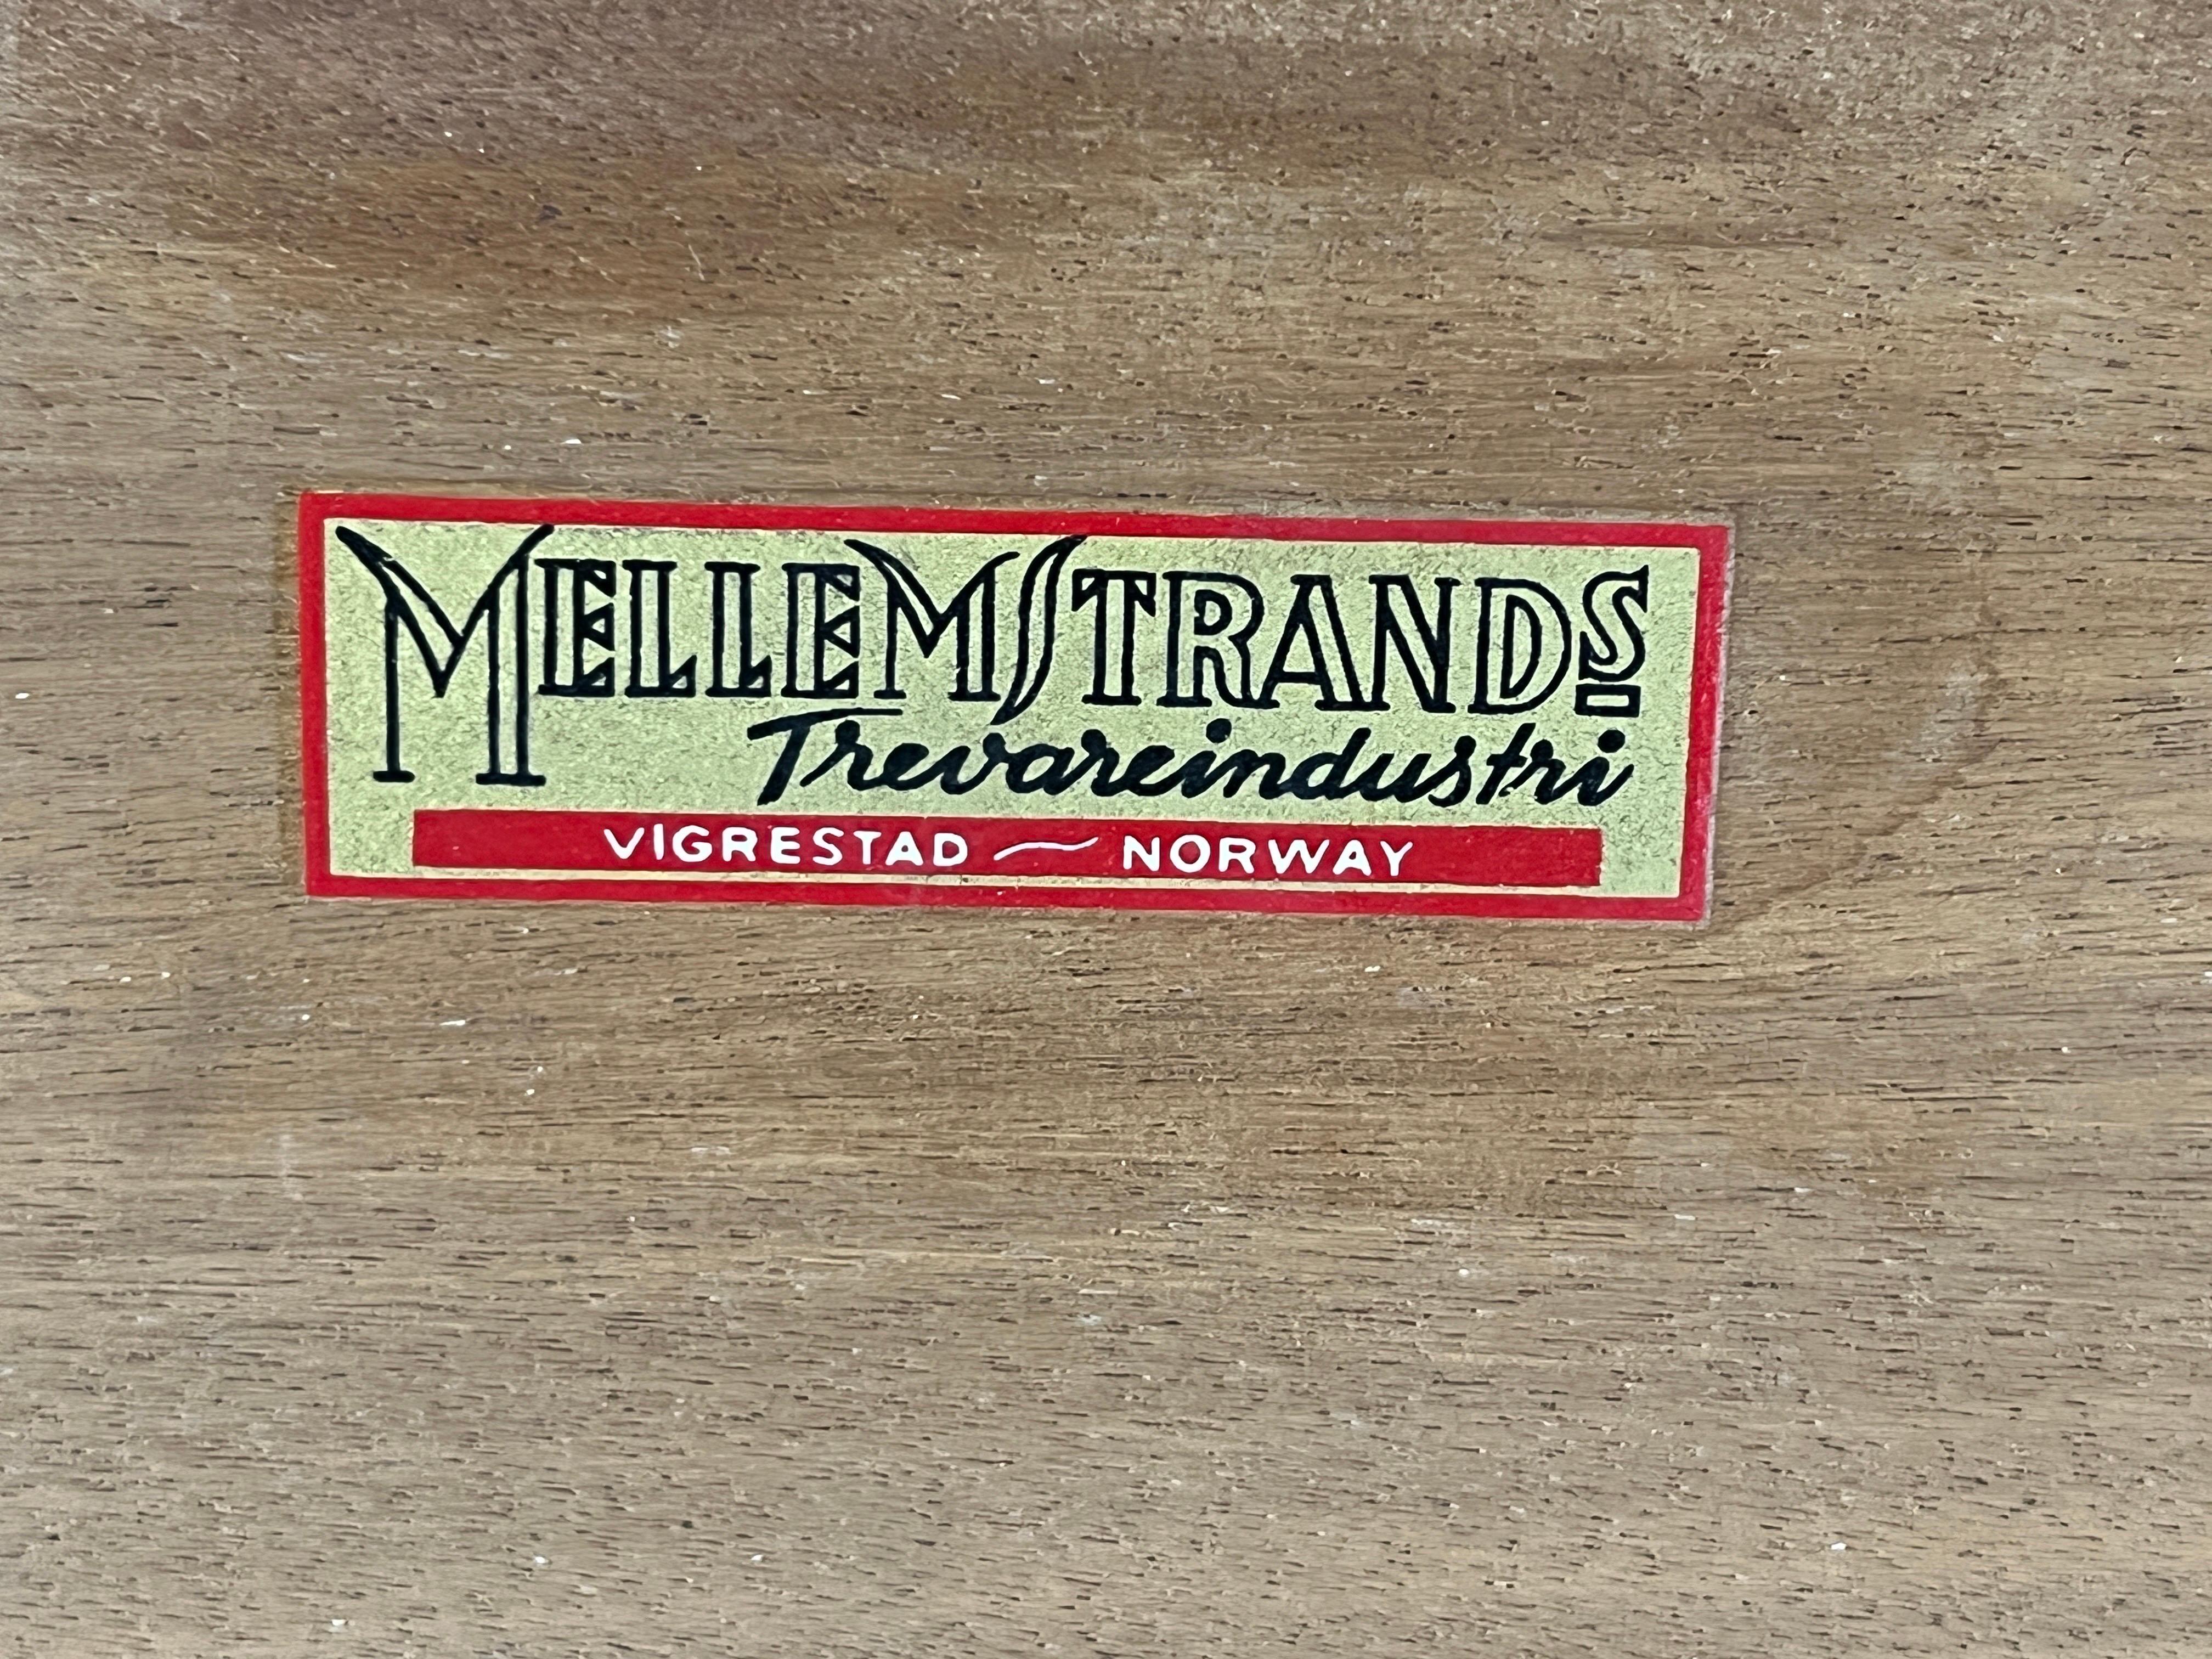 MELLEMSTRANDS
Trevareindustri
VIGRESTAD ~ NORWAY